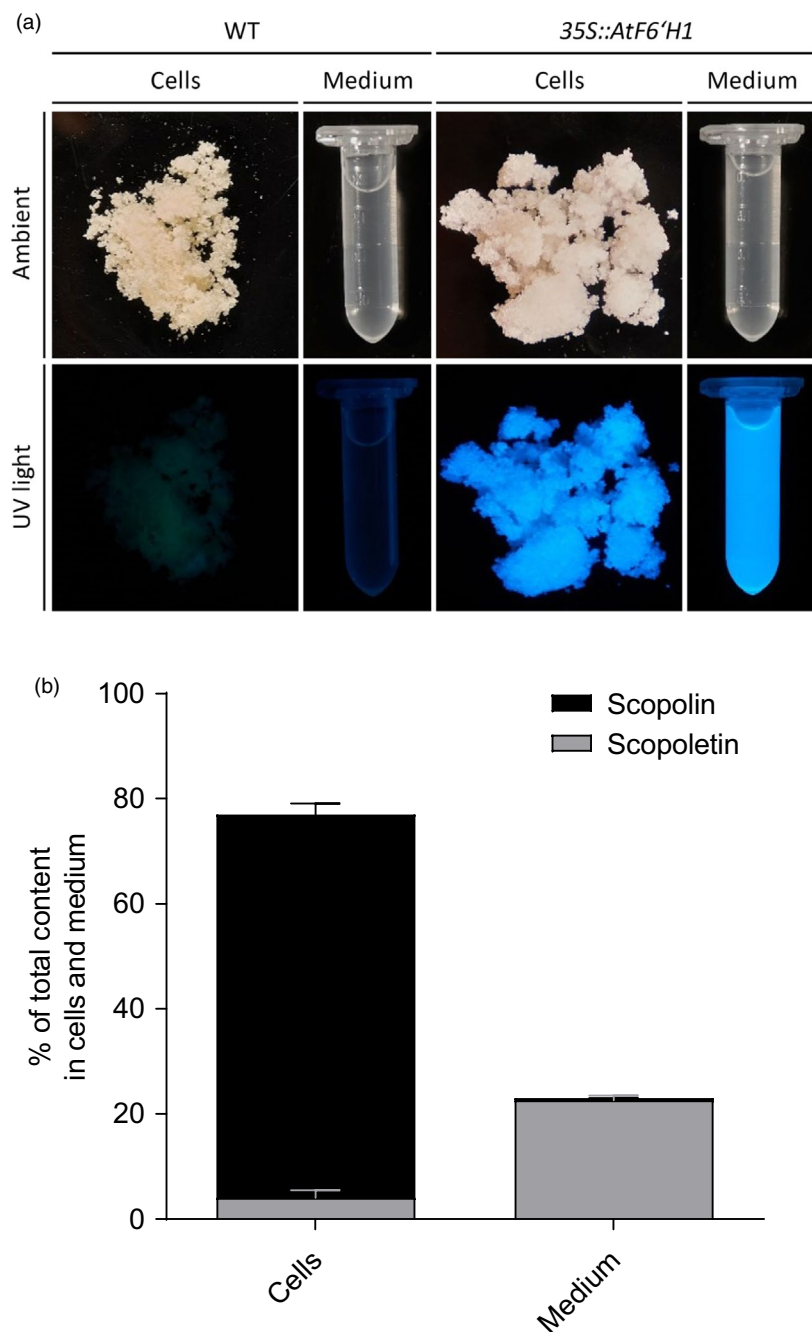 (a)
WT
35S::AtF6‘H1
Cells
Medium
Cells
Medium
Ambient
UV light
(b)
Scopolin
Scopoletin
% of total content
in cells and medium
100
80
60
40
20
0
Cells
Medium